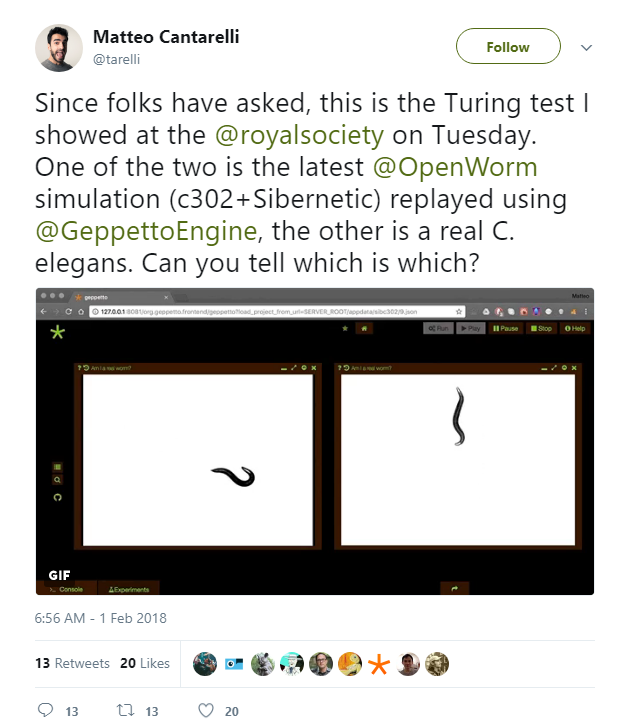 Matteo Cantarelli
@tarelli
Follow
Since folks have asked, this is the Turing test I
showed at the @royalsociety on Tuesday.
One of the two is the latest @OpenWorm
simulation (c302+Sibernetic) replayed using
@GeppettoEngine, the other is a real C.
elegans. Can you tell which is which?
geppetto
Matteo
127.0.0.1:8081/org.geppetto.frontend/geppetto?load_project_from_url=SERVER_ROOT/appdata/sibc302/9.json
Run Play Pause Stop Help
Am I a real worm?
Am I a real worm?
GIF
Console Experiments
6:56 AM - 1 Feb 2018
13 Retweets 20 Likes
13 13 20